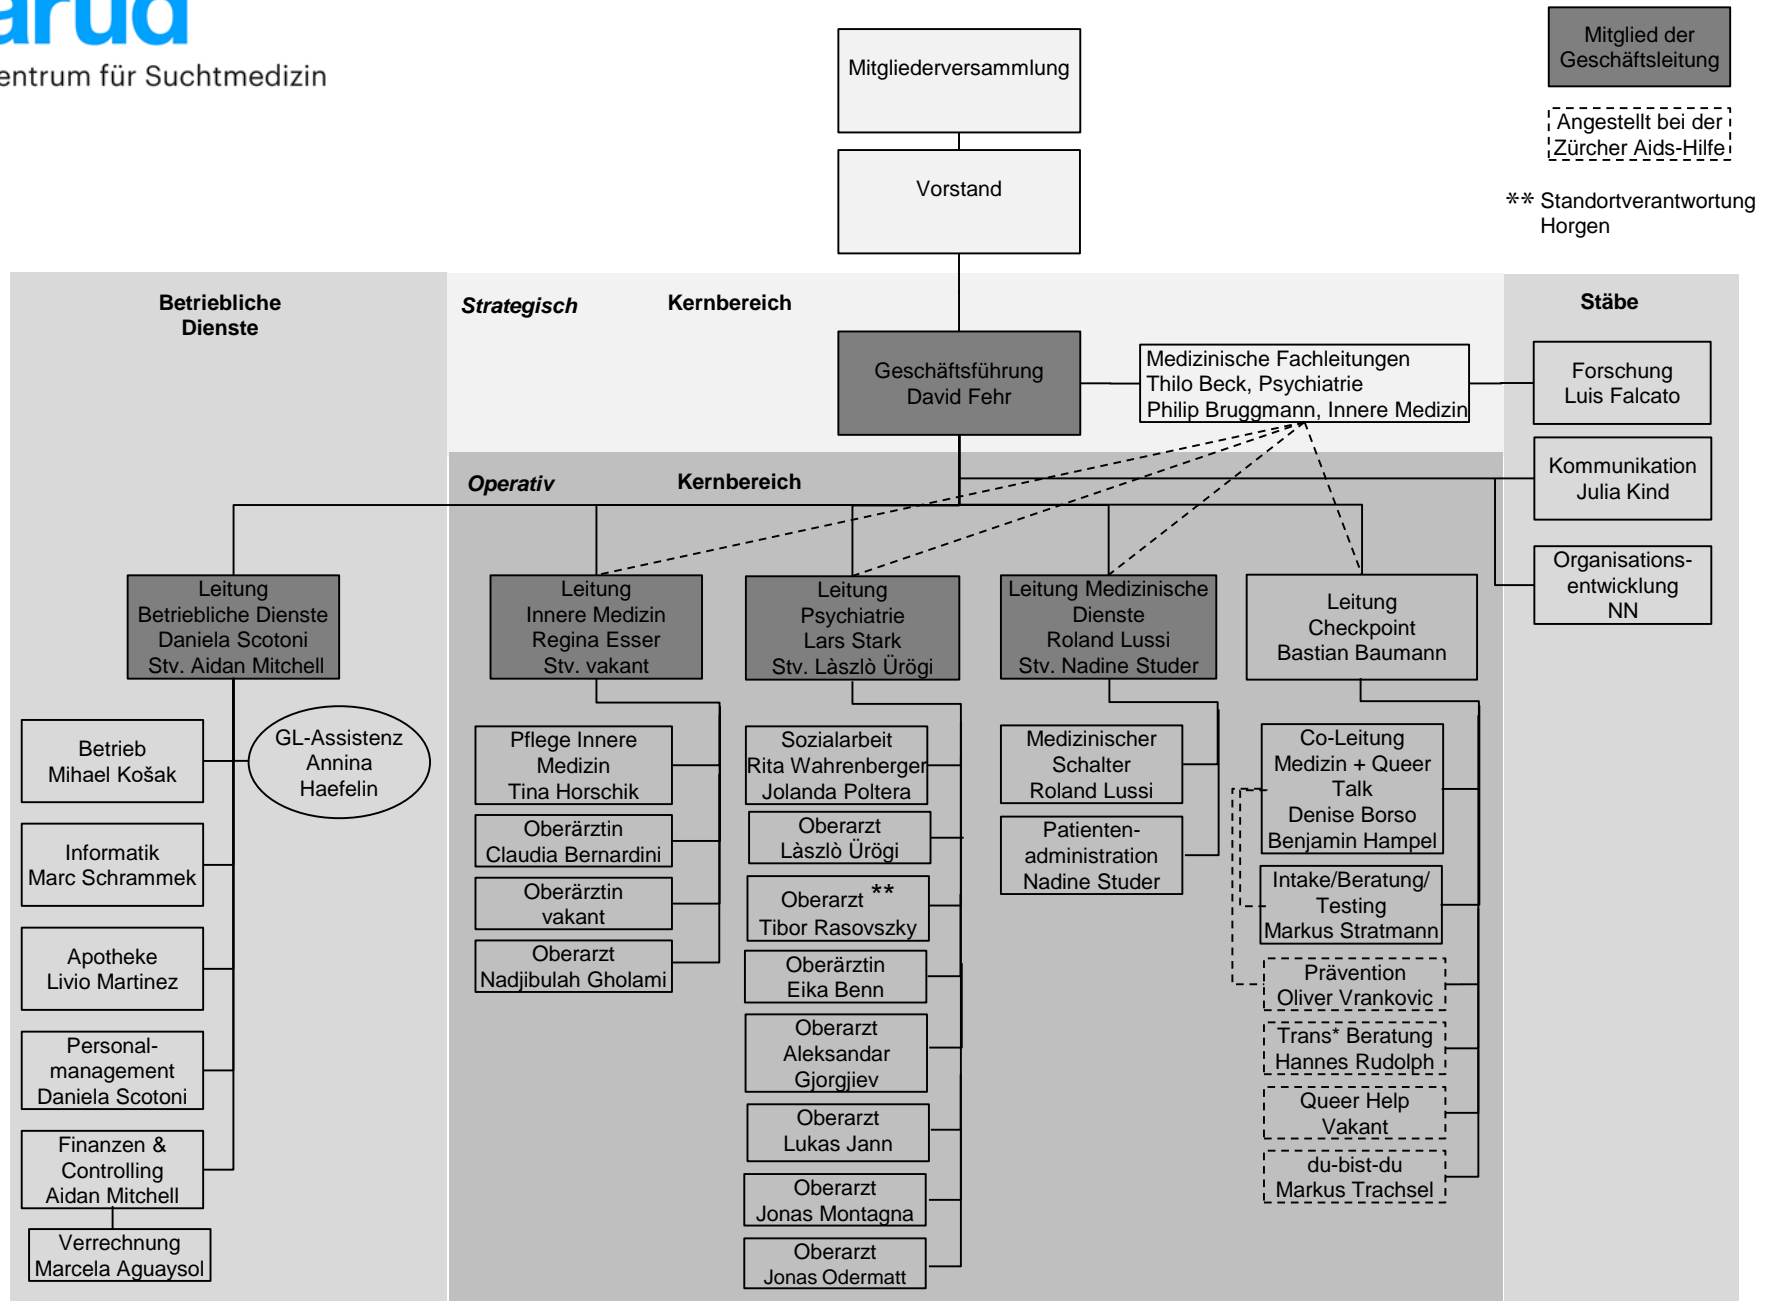 arud
entrum für Suchtmedizin
Mitgliederversammlung
Vorstand
Mitglied der
Geschäftsleitung
Angestellt bei der
Zürcher Aids-Hilfe
** Standortverantwortung
Horgen
Betriebliche
Dienste
Strategisch
Kernbereich
Stäbe
Geschäftsführung
David Fehr
Medizinische Fachleitungen
Thilo Beck, Psychiatrie
Philip Bruggmann, Innere Medizin
Forschung
Luis Falcato
Kommunikation
Julia Kind
Organisations-
entwicklung
NN
Operativ
Kernbereich
Leitung
Betriebliche Dienste
Daniela Scotoni
Stv. Aidan Mitchell
Betrieb
Mihael Košak
GL-Assistenz
Annina
Haefelin
Informatik
Marc Schrammek
Apotheke
Livio Martinez
Personal-
management
Daniela Scotoni
Finanzen &
Controlling
Aidan Mitchell
Verrechnung
Marcela Aguaysol
Leitung
Innere Medizin
Regina Esser
Stv. vakant
Pflege Innere
Medizin
Tina Horschik
Oberärztin
Claudia Bernardini
Oberärztin
vakant
Oberarzt
Nadjibulah Gholami
Leitung
Psychiatrie
Lars Stark
Stv. Làszlò Ürögi
Sozialarbeit
Rita Wahrenberger
Jolanda Poltera
Oberarzt
Làszlò Ürögi
Oberarzt **
Tibor Rasovszky
Oberärztin
Eika Benn
Oberarzt
Aleksandar
Gjorgjiev
Oberarzt
Lukas Jann
Oberarzt
Jonas Montagna
Oberarzt
Jonas Odermatt
Leitung Medizinische
Dienste
Roland Lussi
Stv. Nadine Studer
Medizinischer
Schalter
Roland Lussi
Patienten-
administration
Nadine Studer
Leitung
Checkpoint
Bastian Baumann
Co-Leitung
Medizin + Queer
Talk
Denise Borso
Benjamin Hampel
Intake/Beratung/
Testing
Markus Stratmann
Prävention
Oliver Vrankovic
Trans* Beratung
Hannes Rudolph
Queer Help
Vakant
du-bist-du
Markus Trachsel